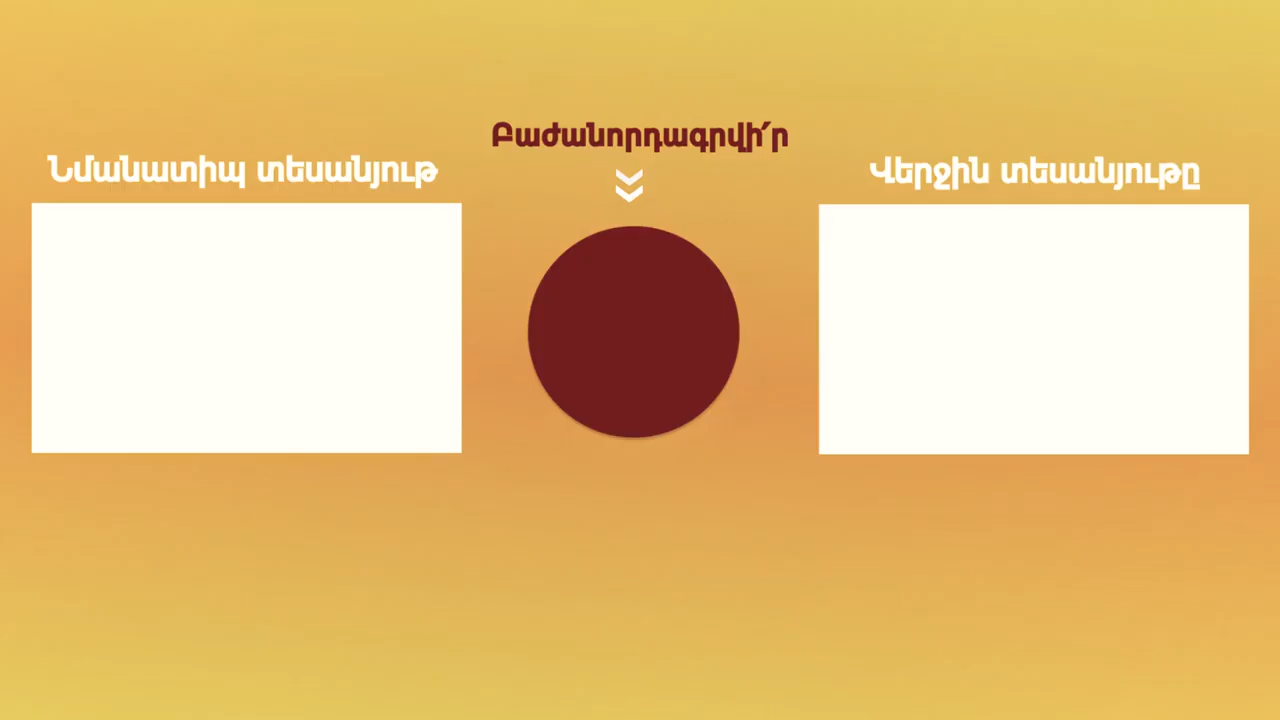 Բաժանորդագրվի՛ր
Նմանատիպ տեսանյութ
Վերջին տեսանյութը